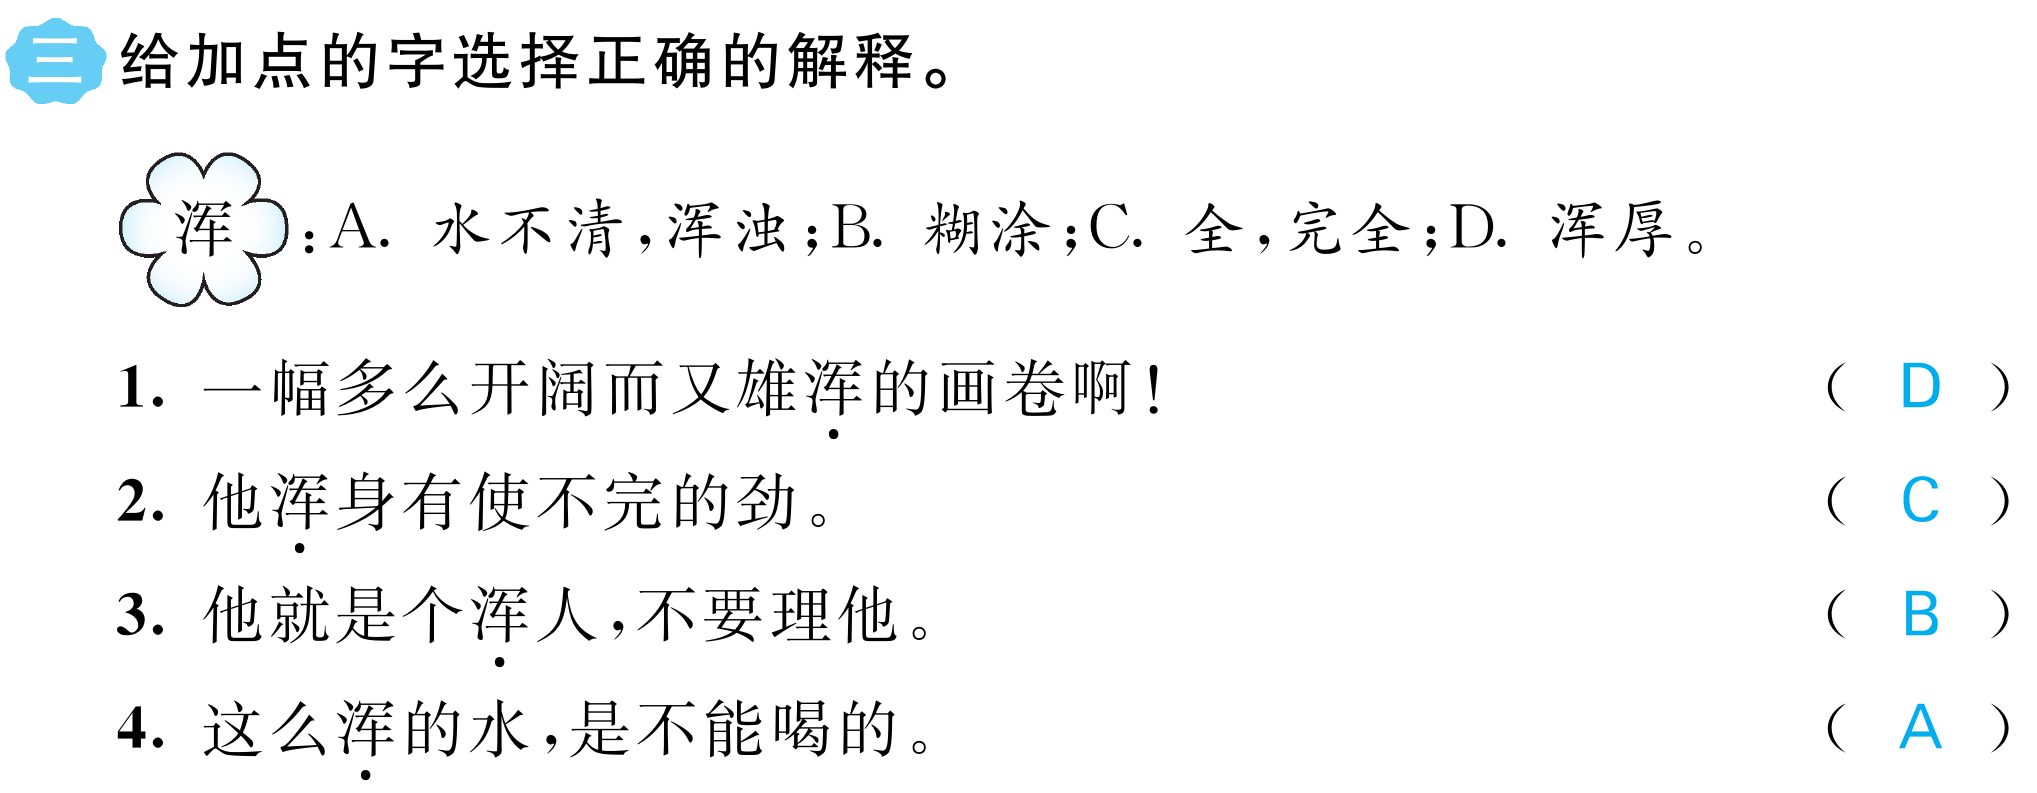 三 给加点的字选择正确的解释。
浑:A. 水不清,浑浊;B. 糊涂;C. 全,完全;D. 浑厚。
1. 一幅多么开阔而又雄浑的画卷啊! ( D )
2. 他浑身有使不完的劲。 ( C )
3. 他就是个浑人,不要理他。 ( B )
4. 这么浑的水,是不能喝的。 ( A )